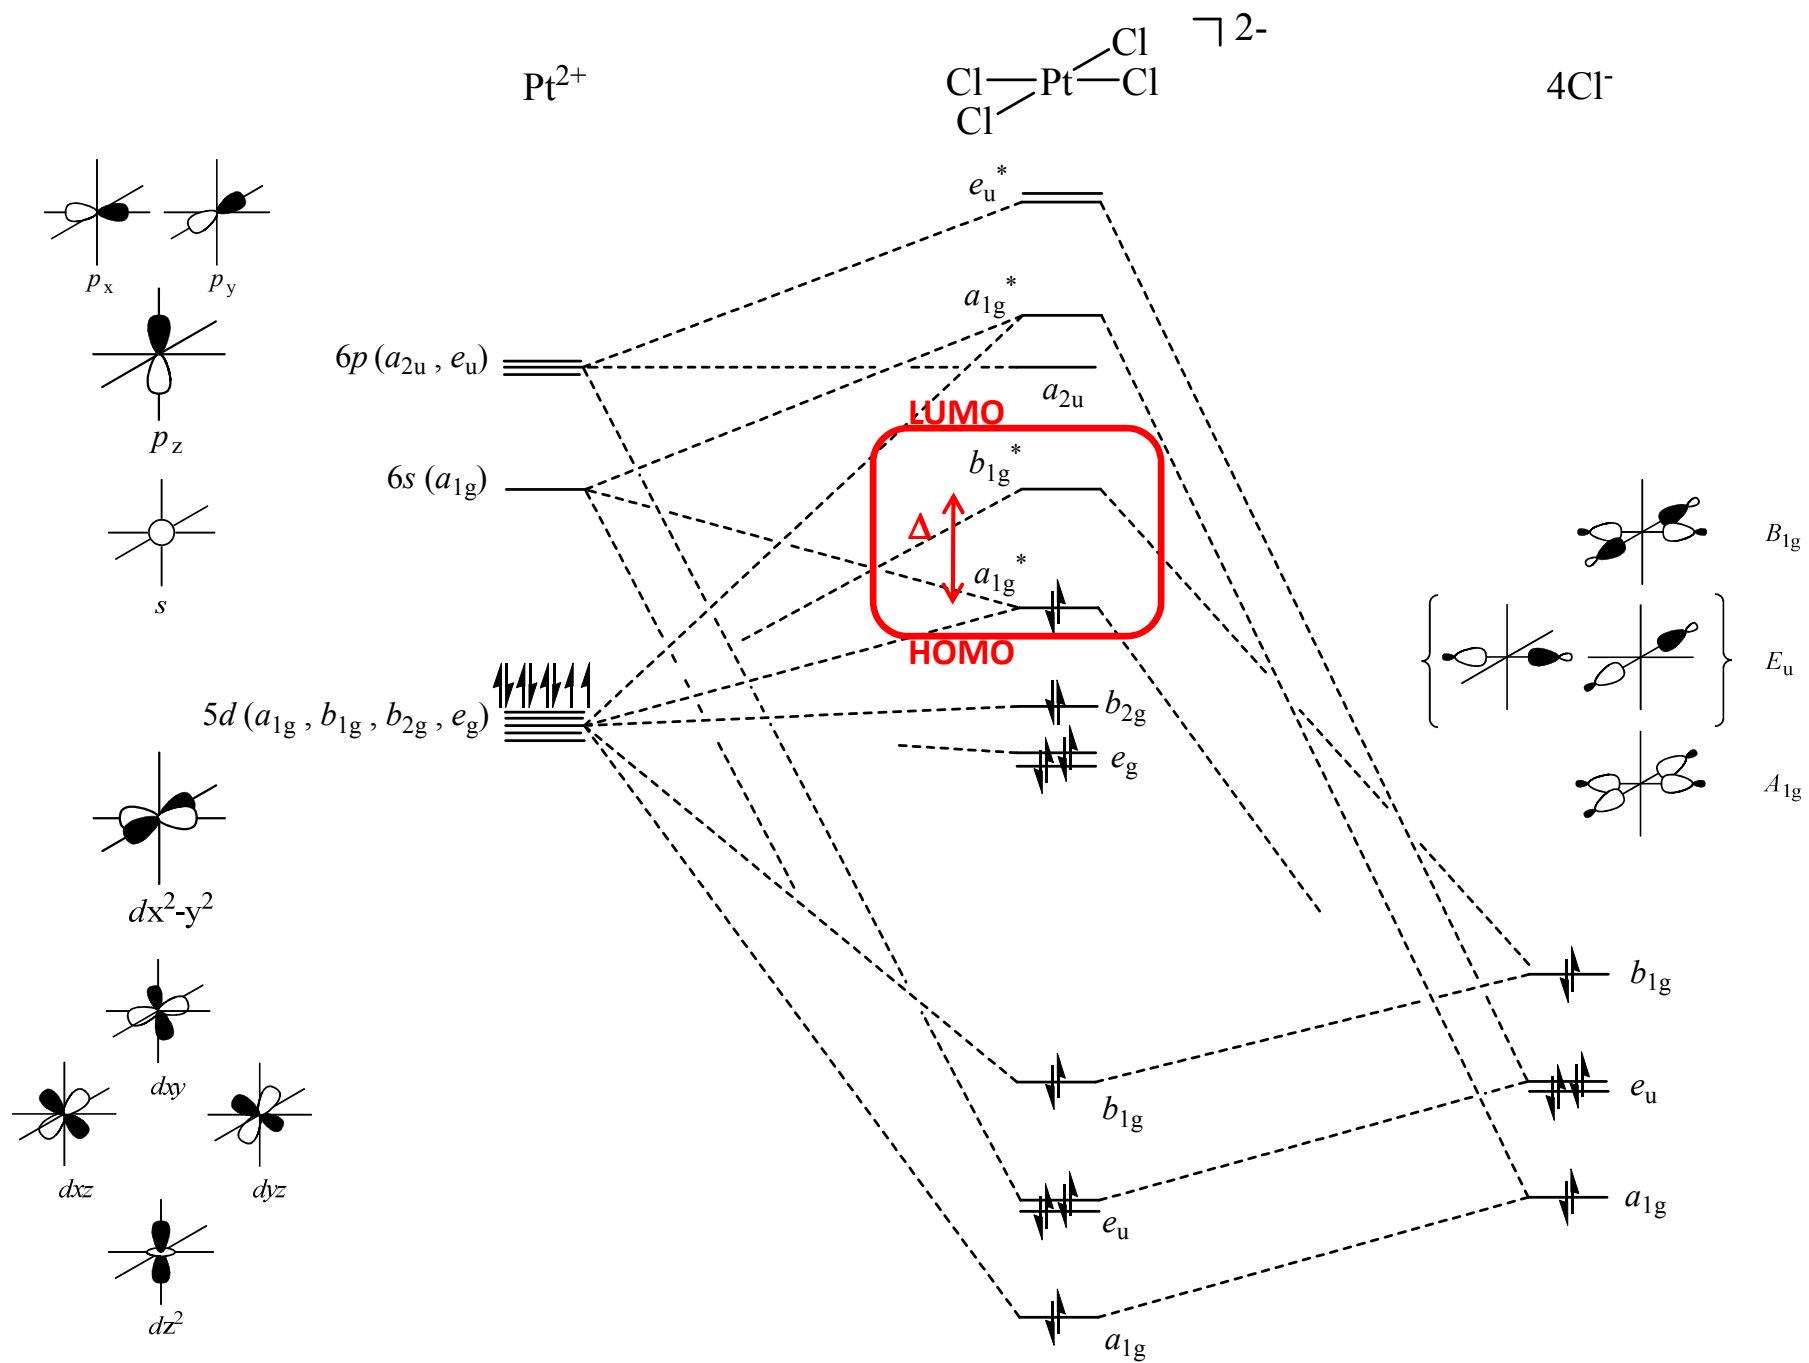 Pt2+
2-
4Cl-
Cl
Cl Pt Cl
Cl
eu*
px py
a1g*
6p (a2u , eu)
a2u
LUMO
pz
b1g*
6s (a1g)
Δ
B1g
a1g*
s
HOMO
Eu
5d (a1g , b1g , b2g , eg)
b2g
eg
A1g
dx2-y2
b1g
dxy
b1g
eu
dxz dyz
a1g
eu
dz2
a1g